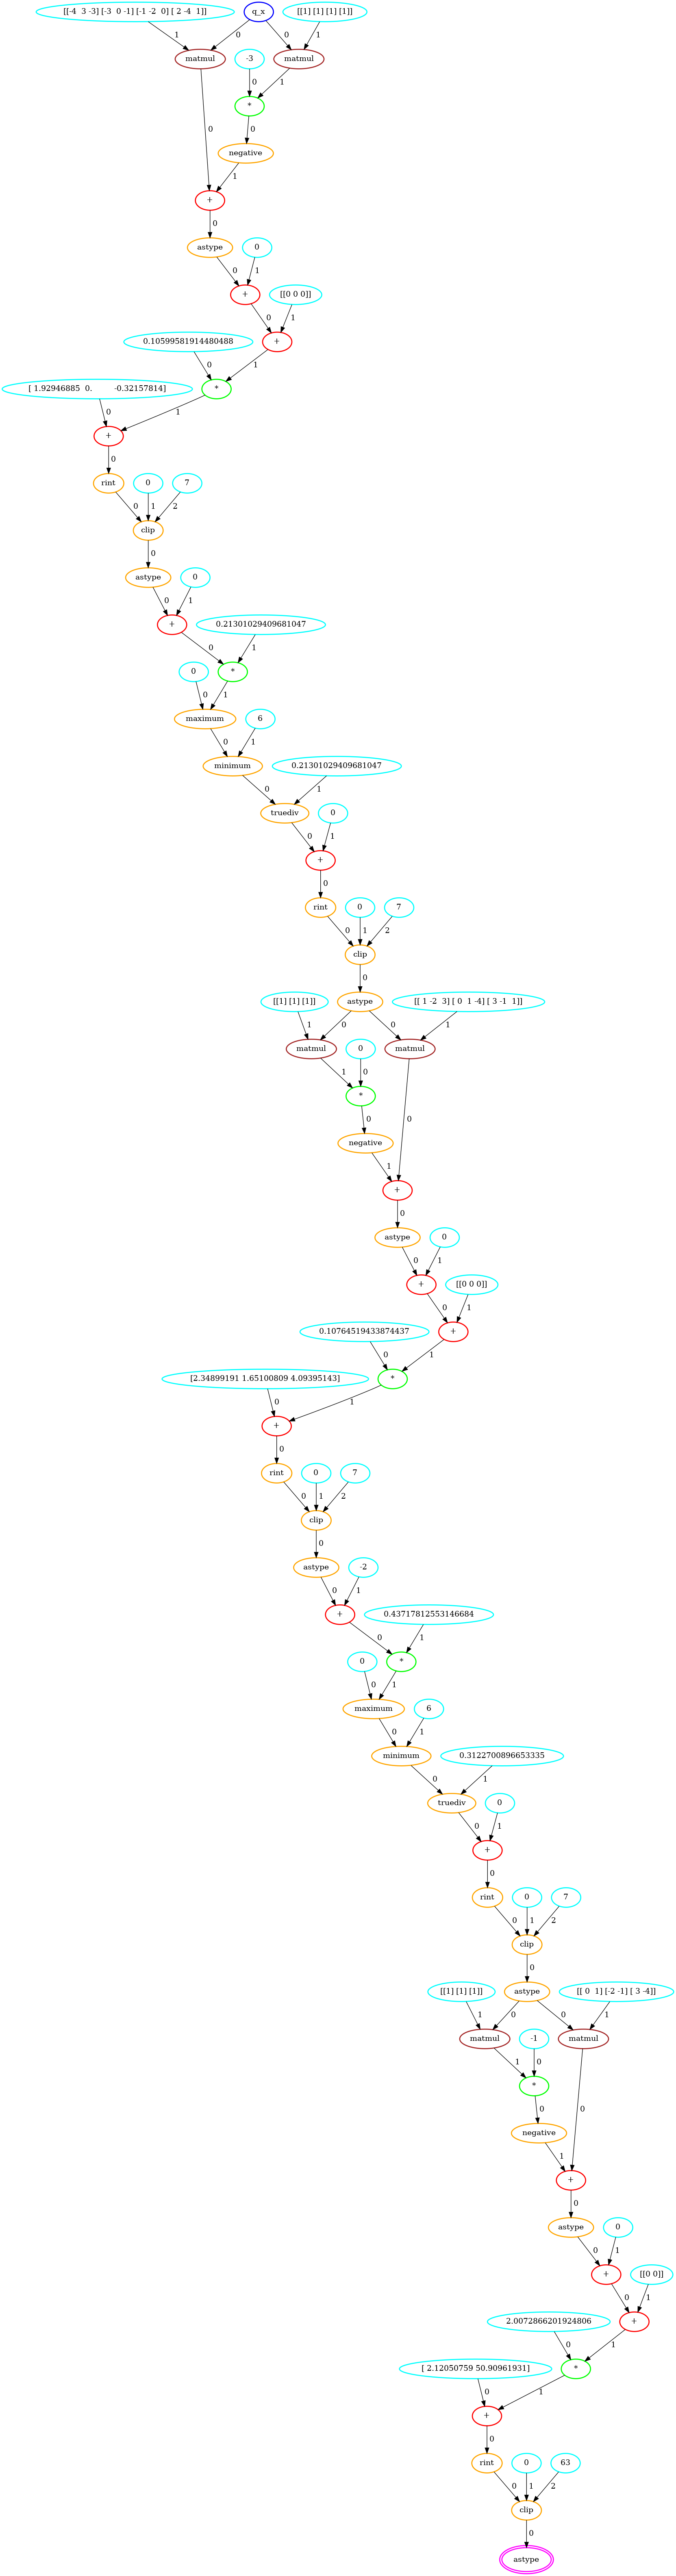 [[-4 3 -3] [-3 0 -1] [-1 -2 0] [ 2 -4 1]] q_x [[1] [1] [1] [1]]
1 0 0 1
matmul -3 matmul
0 1
*
0 0
negative
1
+
0
astype 0
0 1
+ [[0 0 0]]
0 1
0.10599581914480488 +
0 1
[ 1.92946885 0. -0.32157814] *
0 1
+
0
rint 0 7
0 1 2
clip
0
astype 0
0 1
+ 0.21301029409681047
0 1
0 *
0 1
maximum 6
0 1
minimum 0.21301029409681047
0 1
truediv 0
0 1
+
0
rint 0 7
0 1 2
clip
0
[[1] [1] [1]] astype [[ 1 -2 3] [ 0 1 -4] [ 3 -1 1]]
1 0 0 1
matmul 0 matmul
1 0
*
0 0
negative
1
+
0
astype 0
0 1
+ [[0 0 0]]
0 1
0.10764519433874437 +
0 1
[2.34899191 1.65100809 4.09395143] *
0 1
+
0
rint 0 7
0 1 2
clip
0
astype -2
0 1
+ 0.43717812553146684
0 1
0 *
0 1
maximum 6
0 1
minimum 0.3122700896653335
0 1
truediv 0
0 1
+
0
rint 0 7
0 1 2
clip
0
[[1] [1] [1]] astype [[ 0 1] [-2 -1] [ 3 -4]]
1 0 0 1
matmul -1 matmul
1 0
*
0 0
negative
1
+
0
astype 0
0 1
+ [[0 0]]
0 1
2.0072866201924806 +
0 1
[ 2.12050759 50.90961931] *
0 1
+
0
rint 0 63
0 1 2
clip
0
astype